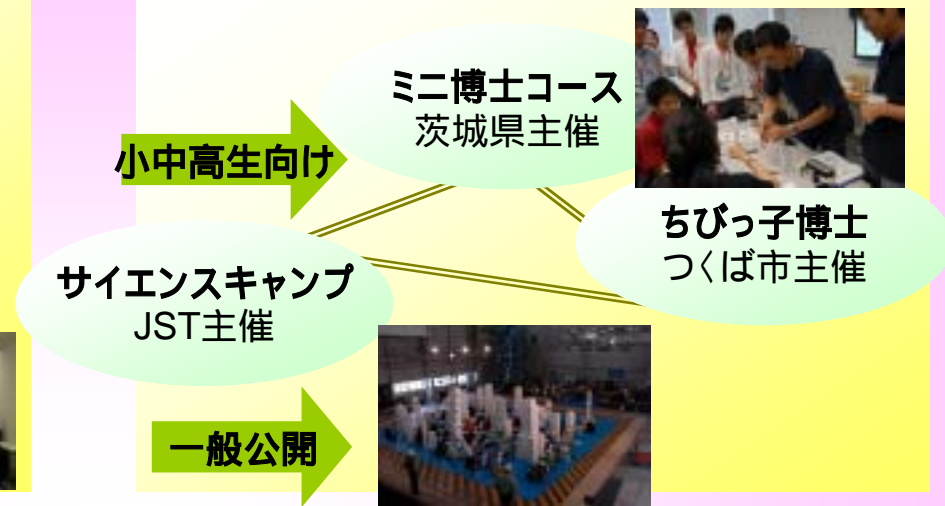 ミニ博士コース
茨城県主催
小中高生向け
ちびっ子博士
つくば市主催
サイエンスキャンプ
JST主催
一般公開